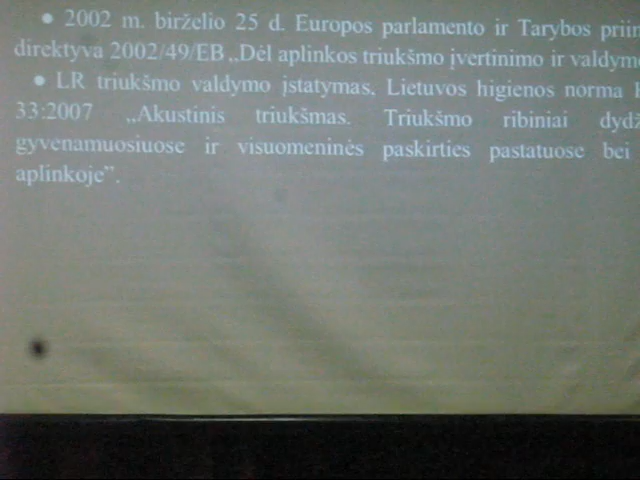 ● 2002 m. birželio 25 d. Europos parlamento ir Tarybos
direktyva 2002/49/EB „Dėl aplinkos triukšmo įvertinimo ir
● LR triukšmo valdymo įstatymas. Lietuvos higienos norma
33:2007 „Akustinis triukšmas. Triukšmo ribiniai
gyvenamuosiuose ir visuomeninės paskirties pastatuose bei
aplinkoje”.